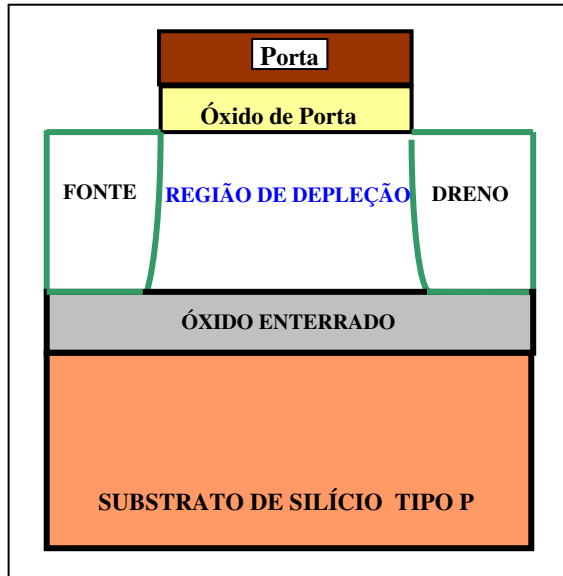 Porta
Óxido de Porta
FONTE
REGIÃO DE DEPLEÇÃO
DRENO
ÓXIDO ENTERRADO
SUBSTRATO DE SILÍCIO TIPO P